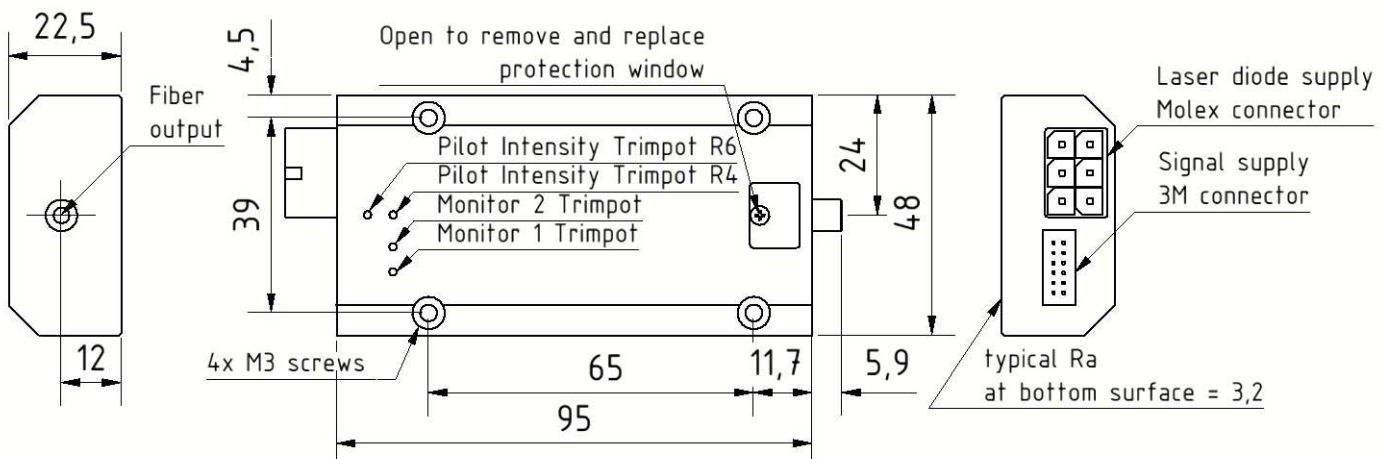 22,5
4,5
Open to remove and replace
protection window
Laser diode supply
Molex connector
Fiber
output
Pilot Intensity Trimpot R6
Pilot Intensity Trimpot R4
Monitor 2 Trimpot
Monitor 1 Trimpot
Signal supply
3M connector
39
24
48
12
4x M3 screws
65
11,7
5,9
95
typical Ra
at bottom surface = 3,2